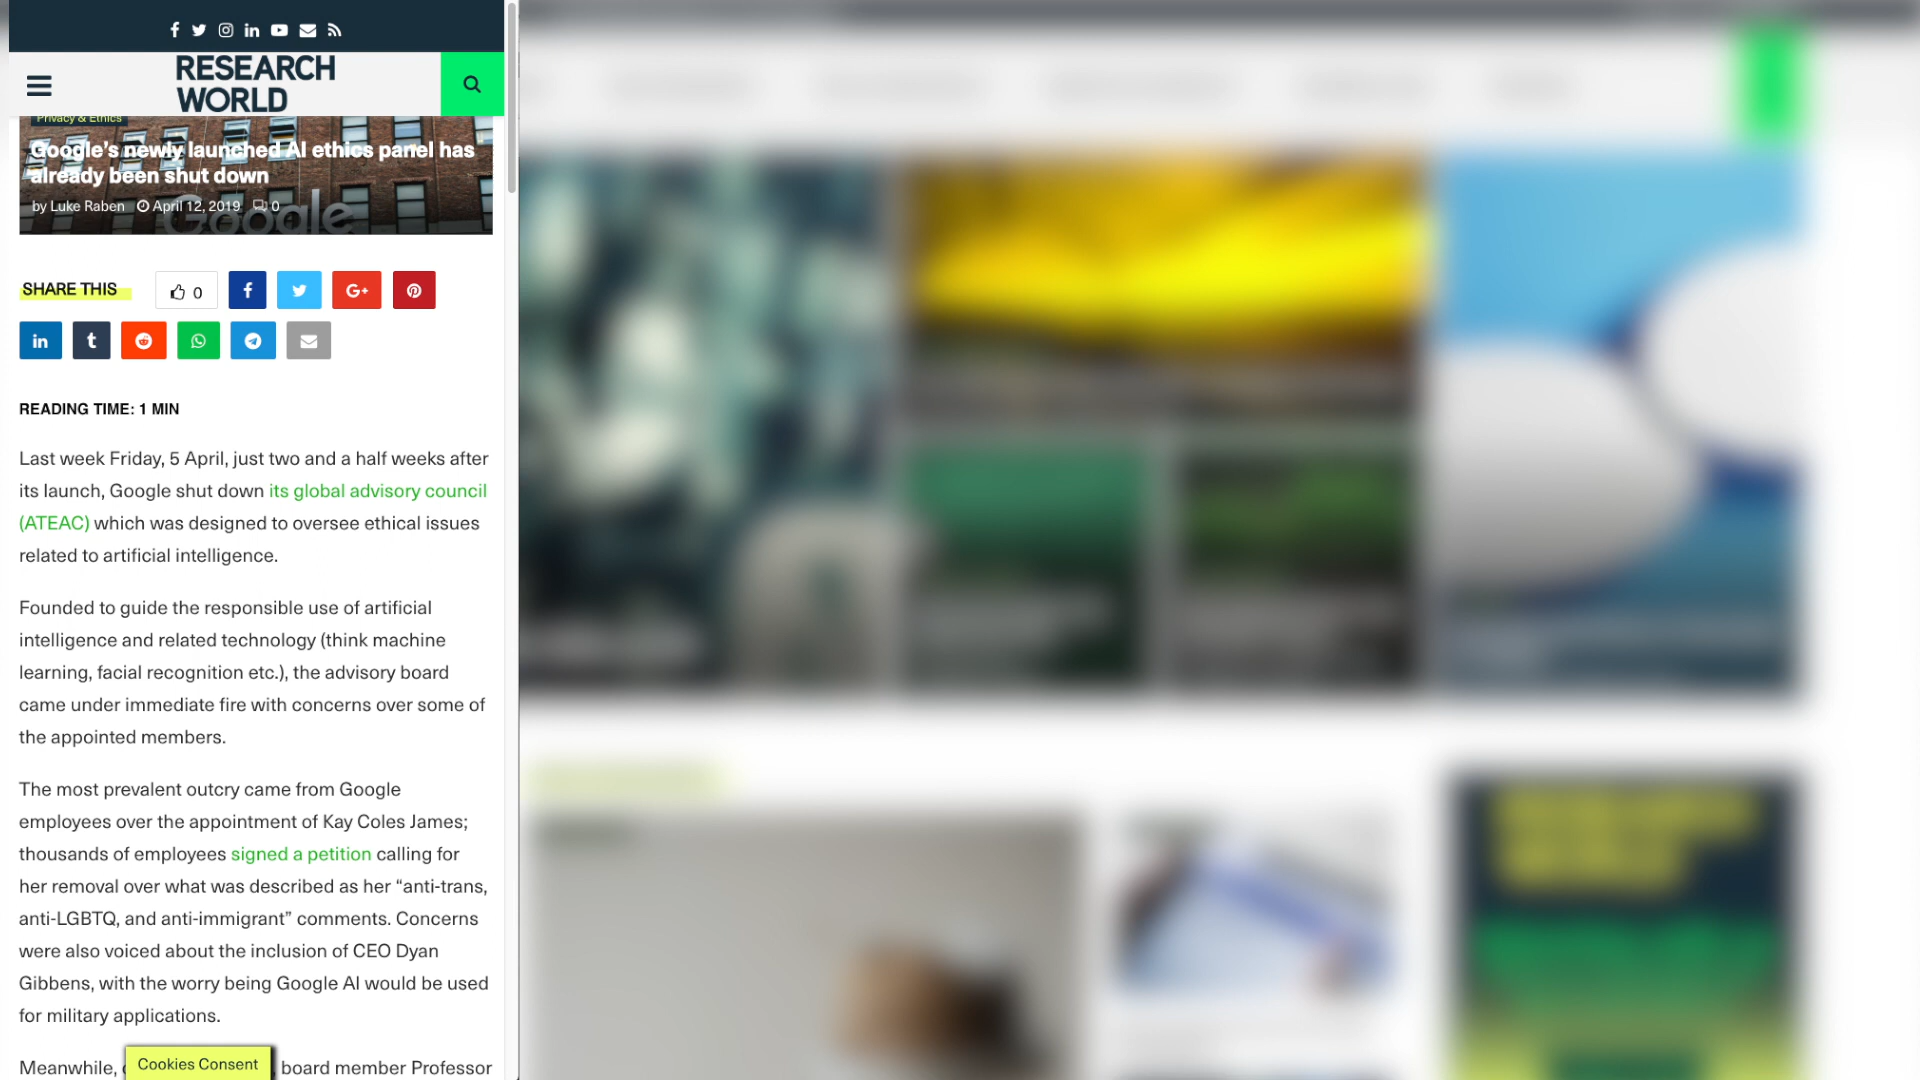 RESEARCH
WORLD
Privacy & Ethics
Google's newly launched AI ethics panel has
already been shut down
by Luke Raben April 12, 2019 0
Google
SHARE THIS
0
G+
in t
READING TIME: 1 MIN
Last week Friday, 5 April, just two and a half weeks after
its launch, Google shut down its global advisory council
(ATEAC) which was designed to oversee ethical issues
related to artificial intelligence.
Founded to guide the responsible use of artificial
intelligence and related technology (think machine
learning, facial recognition etc.), the advisory board
came under immediate fire with concerns over some of
the appointed members.
The most prevalent outcry came from Google
employees over the appointment of Kay Coles James;
thousands of employees signed a petition calling for
her removal over what was described as her “anti-trans,
anti-LGBTQ, and anti-immigrant” comments. Concerns
were also voiced about the inclusion of CEO Dyan
Gibbens, with the worry being Google AI would be used
for military applications.
Meanwhile, board member Professor
Cookies Consent